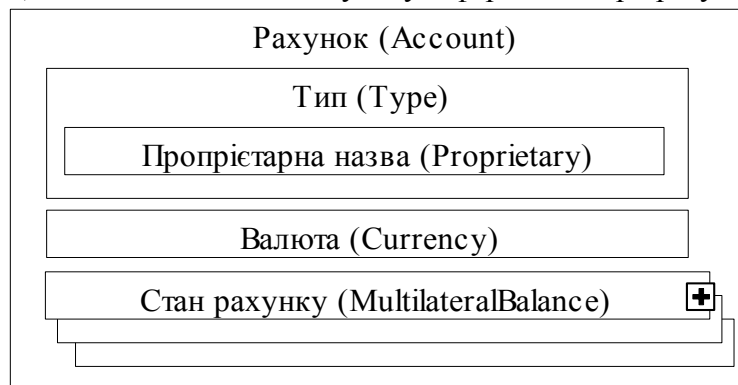 Рахунок (Account)
Тип (Type)
Пропрієтарна назва (Proprietary)
Валюта (Currency)
Стан рахунку (MultilateralBalance)